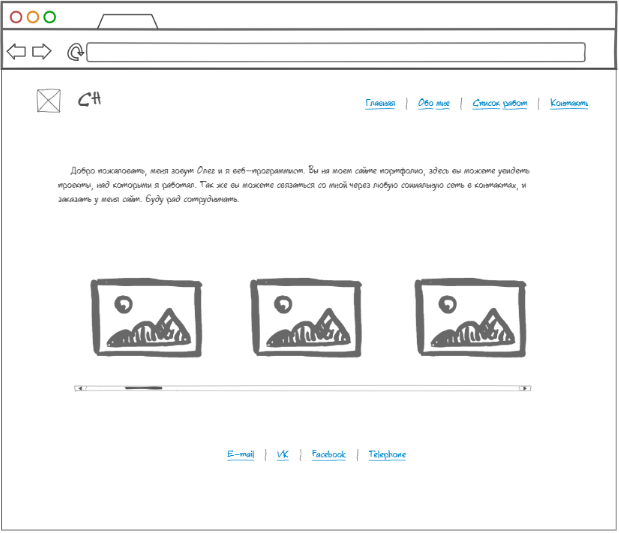 СН
Главная | Обо мне | Список работ | Контакты
Добро пожаловать, меня зовут Олег и я веб-программист. Вы на моем сайте портфолио, здесь вы можете увидеть
проекты, над которыми я работал. Так же вы можете связаться со мной через любую социальную сеть в контактах, и
заказать у меня сайт. Буду рад сотрудничать.
E-mail | VK | Facebook | Telephone